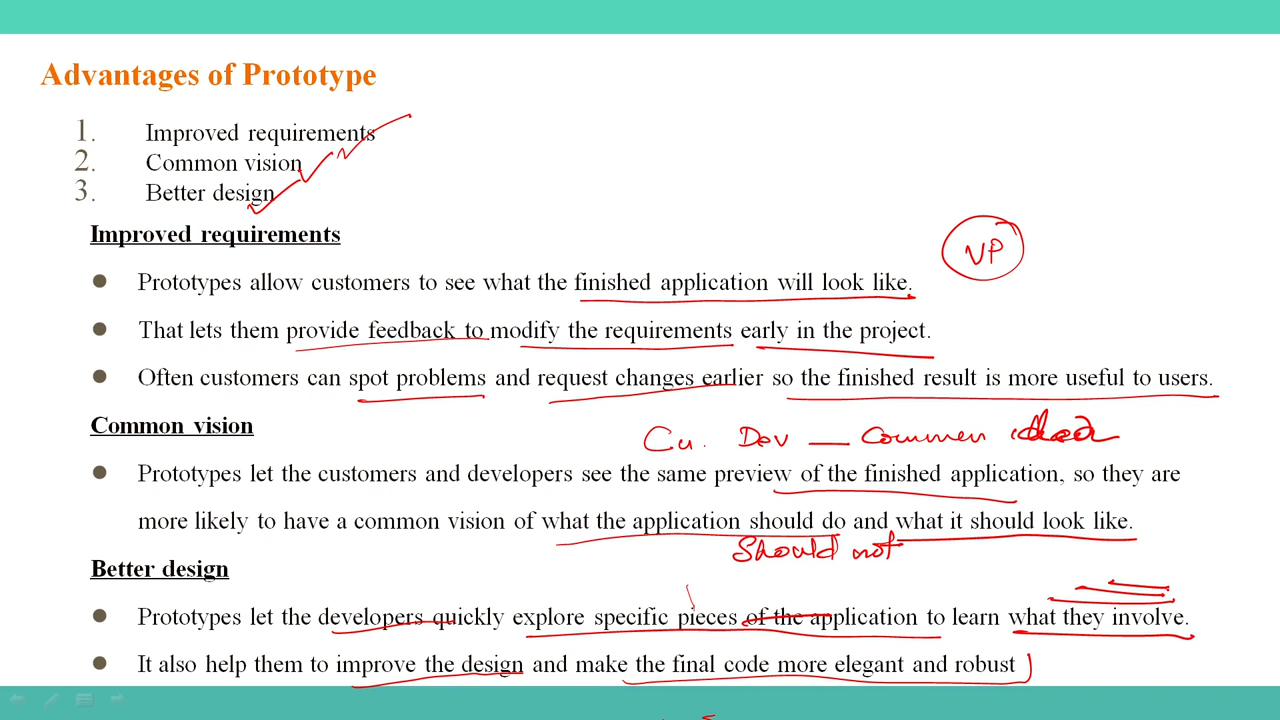 Advantages of Prototype
1. Improved requirements
2. Common vision
3. Better design
Improved requirements
VP
● Prototypes allow customers to see what the finished application will look like.
● That lets them provide feedback to modify the requirements early in the project.
● Often customers can spot problems and request changes earlier so the finished result is more useful to users.
Common vision
Cu. Dev — Common
● Prototypes let the customers and developers see the same preview of the finished application, so they are
more likely to have a common vision of what the application should do and what it should look like.
Should not
Better design
● Prototypes let the developers quickly explore specific pieces of the application to learn what they involve.
● It also help them to improve the design and make the final code more elegant and robust